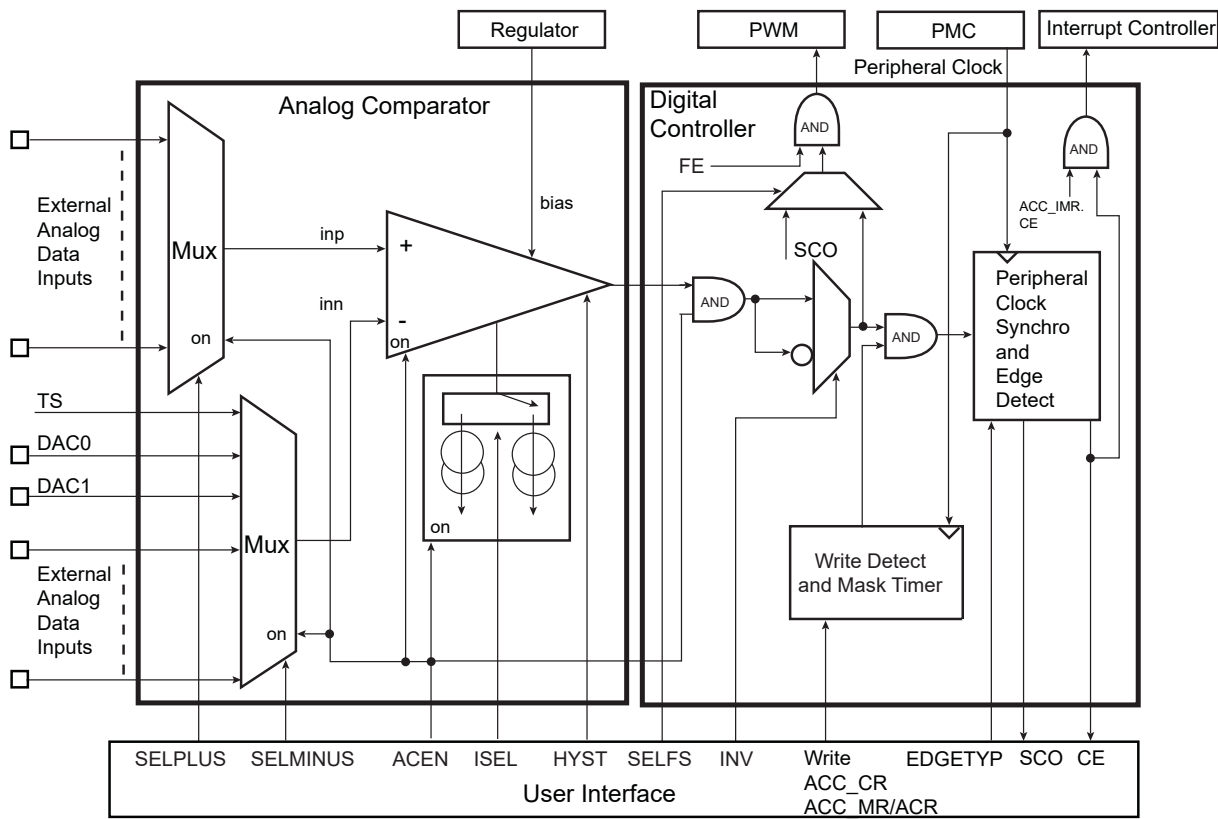 Regulator
PWM
PMC
Interrupt Controller
Peripheral Clock
Analog Comparator
Digital
Controller
AND
AND
FE
ACC_IMR.
CE
External
Analog
Data
Inputs
Mux
on
bias
inp
+
inn
-
on
SCO
AND
AND
Peripheral
Clock
Synchro
and
Edge
Detect
TS
DAC0
DAC1
on
Mux
External
Analog
Data
Inputs
on
Write Detect
and Mask Timer
SELPLUS
SELMINUS
ACEN
ISEL
HYST
SELFS
INV
Write
ACC_CR
ACC_MR/ACR
EDGETYP
SCO
CE
User Interface